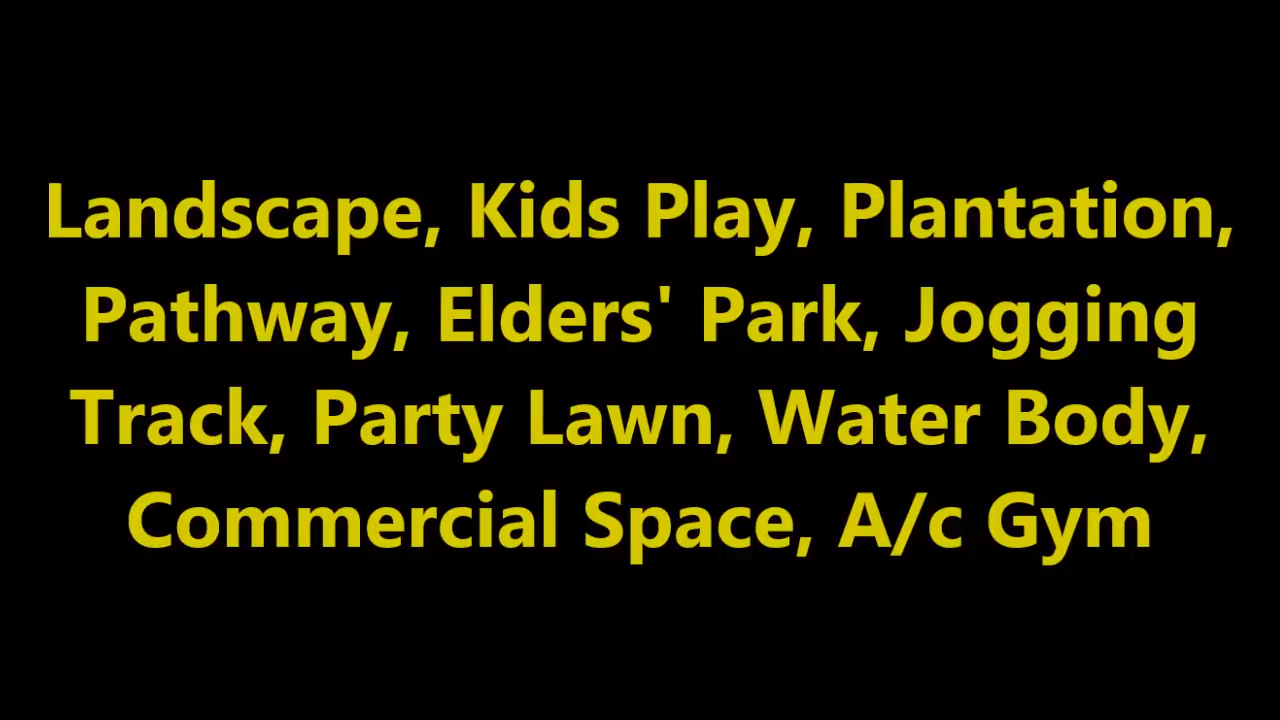 Landscape, Kids Play, Plantation,
Pathway, Elders' Park, Jogging
Track, Party Lawn, Water Body,
Commercial Space, A/c Gym